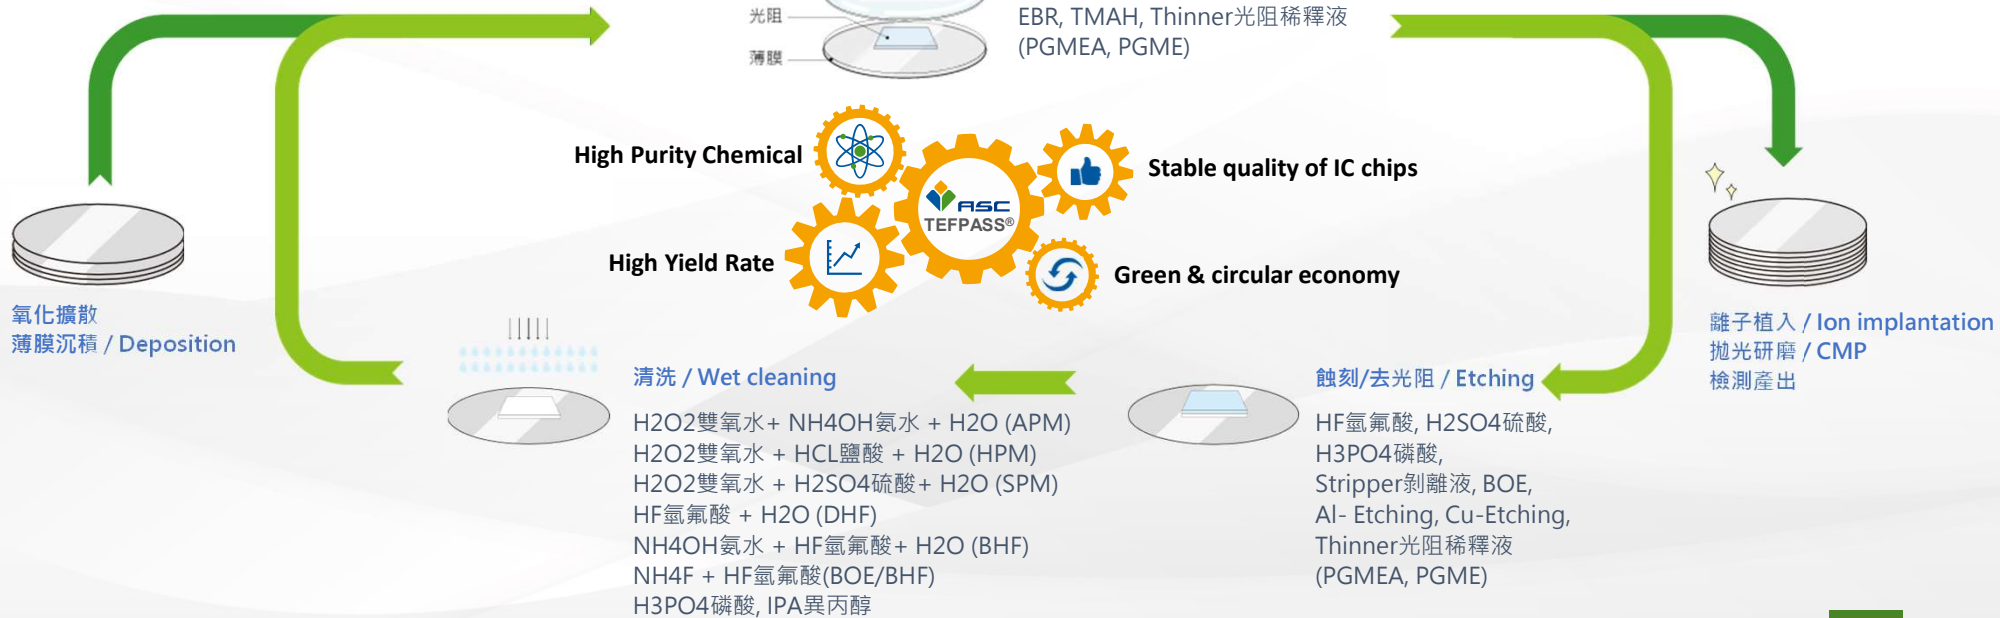 光阻
薄膜
EBR, TMAH, Thinner光阻稀釋液
(PGMEA, PGME)
High Purity Chemical
Stable quality of IC chips
ASC
TEFPASS®
High Yield Rate
Green & circular economy
氧化擴散
薄膜沉積 / Deposition
離子植入 / Ion implantation
拋光研磨 / CMP
檢測產出
清洗 / Wet cleaning
H2O2雙氧水+ NH4OH氨水 + H2O (APM)
H2O2雙氧水 + HCL鹽酸 + H2O (HPM)
H2O2雙氧水 + H2SO4硫酸+ H2O (SPM)
HF氫氟酸 + H2O (DHF)
NH4OH氨水 + HF氫氟酸+ H2O (BHF)
NH4F + HF氫氟酸(BOE/BHF)
H3PO4磷酸, IPA異丙醇
蝕刻/去光阻 / Etching
HF氫氟酸, H2SO4硫酸,
H3PO4磷酸,
Stripper剝離液, BOE,
Al- Etching, Cu-Etching,
Thinner光阻稀釋液
(PGMEA, PGME)